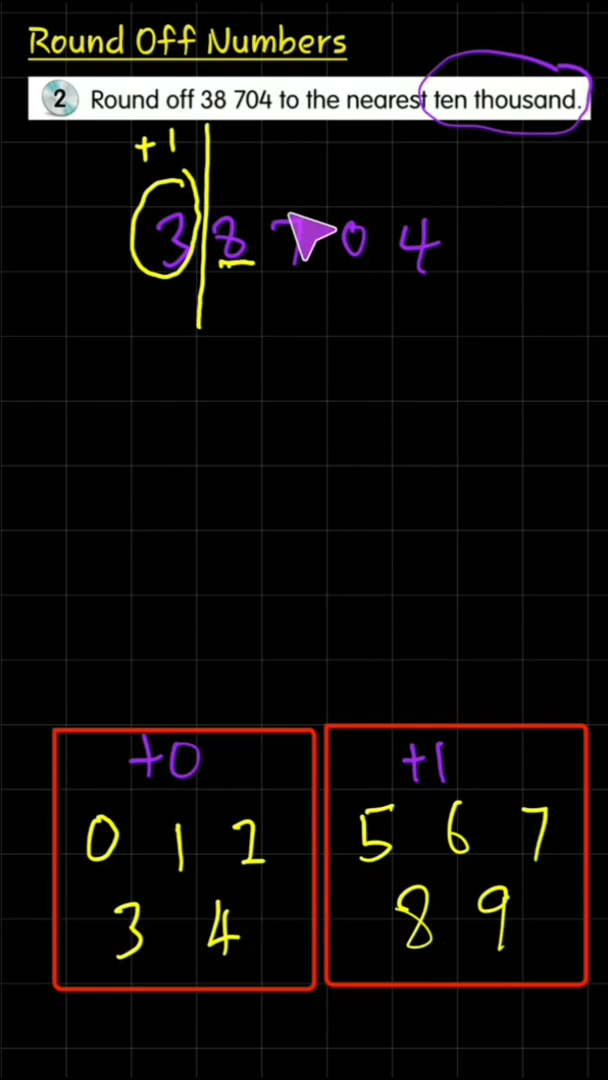 Round Off Numbers
2 Round off 38 704 to the nearest ten thousand.
+1
3 8 7 0 4
+0 +1
0 1 2 5 6 7
3 4 8 9